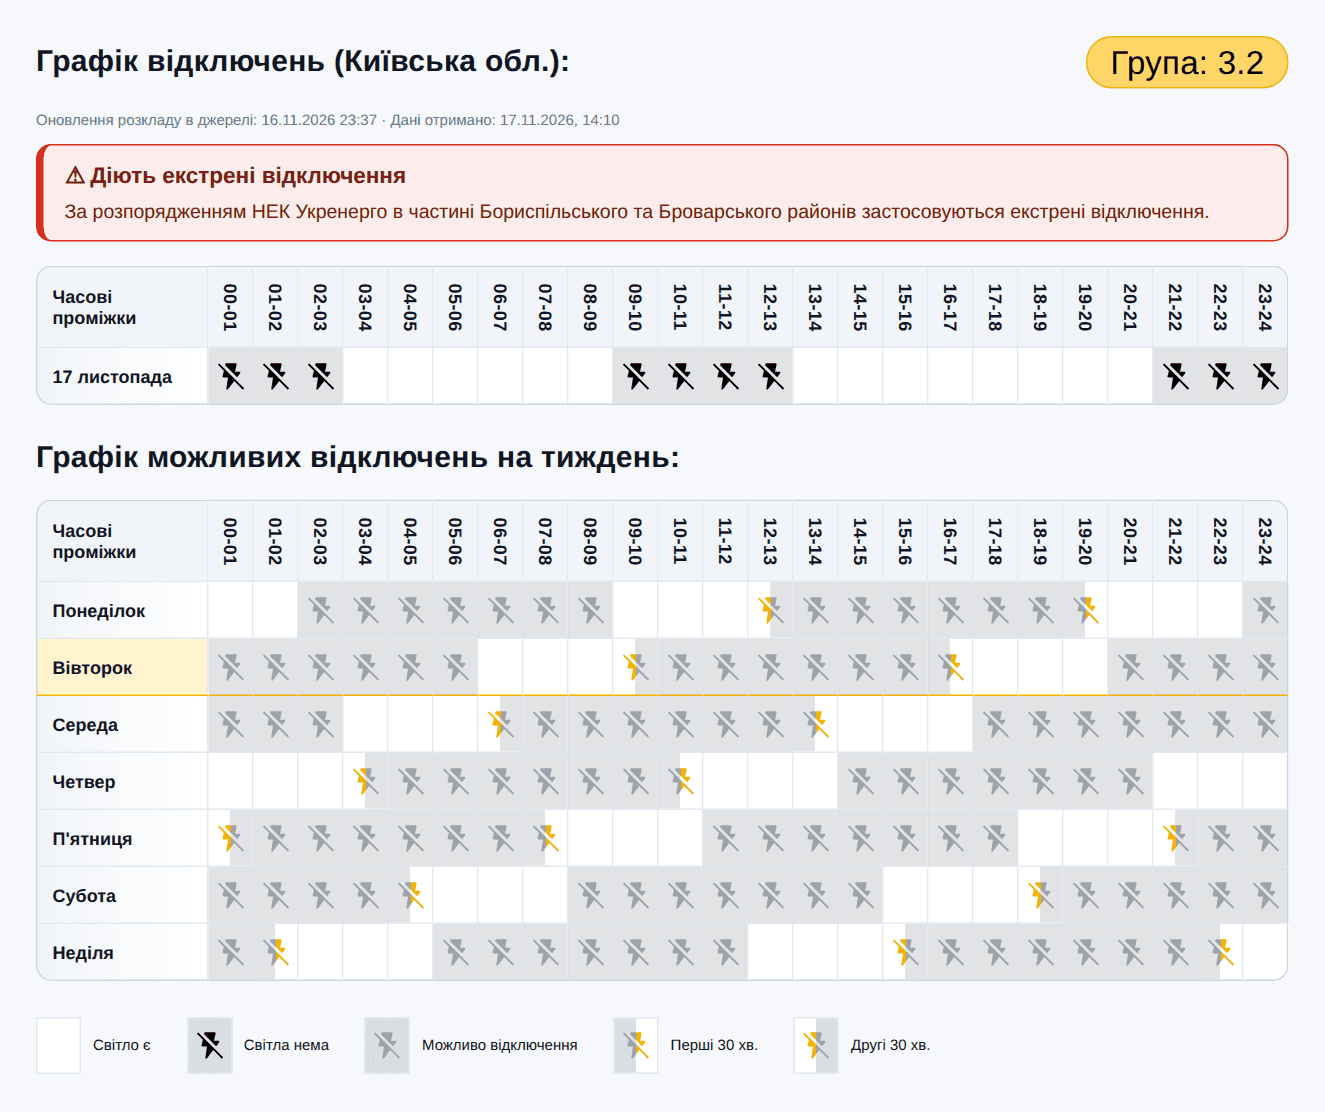 Графік відключень (Київська обл.):
Група: 3.2
Оновлення розкладу в джерелі: 16.11.2026 23:37 · Дані отримано: 17.11.2026, 14:10
⚠ Діють екстрені відключення
За розпорядженням НЕК Укренерго в частині Бориспільського та Броварського районів застосовуються екстрені відключення.
Часові
проміжки
00-01
01-02
02-03
03-04
04-05
05-06
06-07
07-08
08-09
09-10
10-11
11-12
12-13
13-14
14-15
15-16
16-17
17-18
18-19
19-20
20-21
21-22
22-23
23-24
17 листопада
Графік можливих відключень на тиждень:
Часові
проміжки
00-01
01-02
02-03
03-04
04-05
05-06
06-07
07-08
08-09
09-10
10-11
11-12
12-13
13-14
14-15
15-16
16-17
17-18
18-19
19-20
20-21
21-22
22-23
23-24
Понеділок
Вівторок
Середа
Четвер
П'ятниця
Субота
Неділя
Світло є
Світла нема
Можливо відключення
Перші 30 хв.
Другі 30 хв.